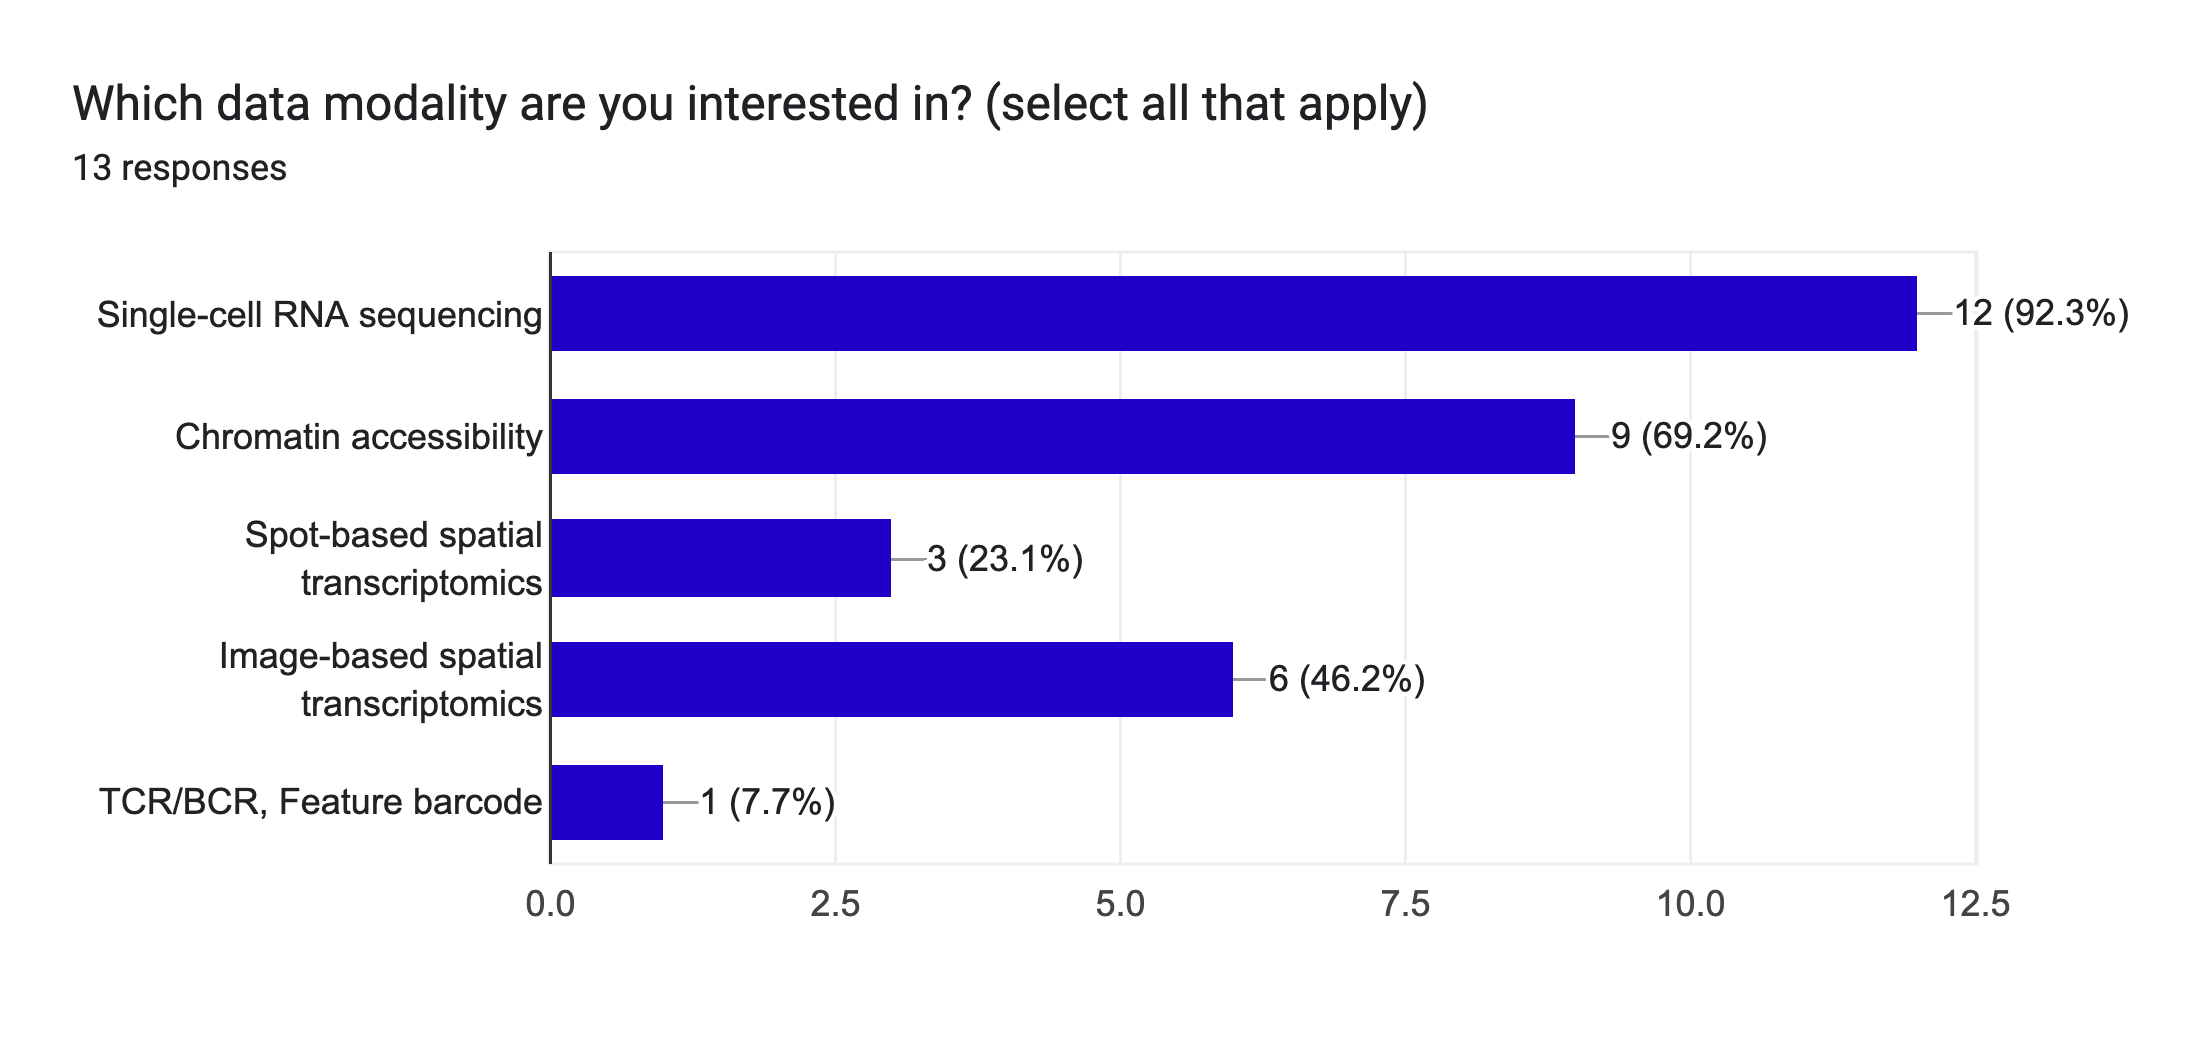 Which data modality are you interested in? (select all that apply)
13 responses
Single-cell RNA sequencing
12 (92.3%)
Chromatin accessibility
9 (69.2%)
Spot-based spatial
transcriptomics
3 (23.1%)
Image-based spatial
transcriptomics
6 (46.2%)
TCR/BCR, Feature barcode
1 (7.7%)
0.0 2.5 5.0 7.5 10.0 12.5